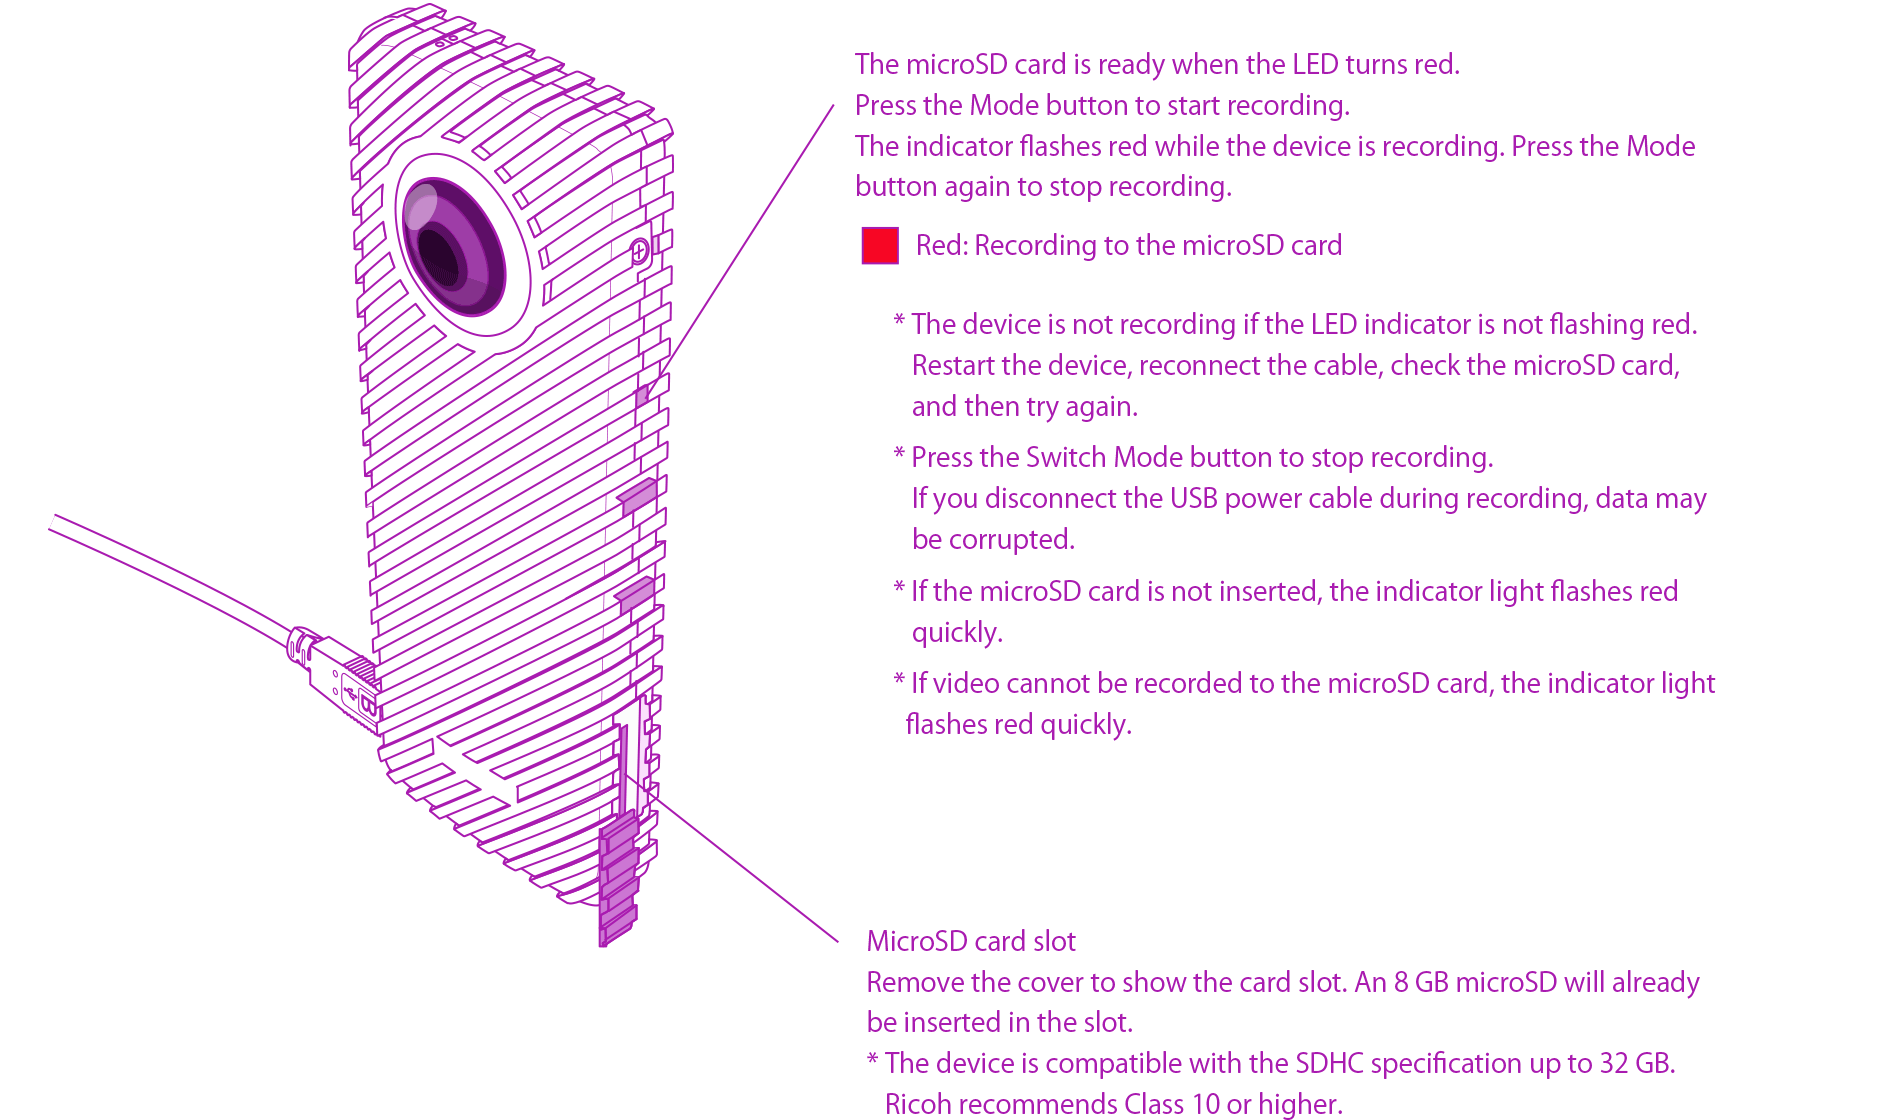 The microSD card is ready when the LED turns red.
Press the Mode button to start recording.
The indicator flashes red while the device is recording. Press the Mode
button again to stop recording.
Red: Recording to the microSD card
* The device is not recording if the LED indicator is not flashing red.
Restart the device, reconnect the cable, check the microSD card,
and then try again.
* Press the Switch Mode button to stop recording.
If you disconnect the USB power cable during recording, data may
be corrupted.
* If the microSD card is not inserted, the indicator light flashes red
quickly.
* If video cannot be recorded to the microSD card, the indicator light
flashes red quickly.
MicroSD card slot
Remove the cover to show the card slot. An 8 GB microSD will already
be inserted in the slot.
* The device is compatible with the SDHC specification up to 32 GB.
Ricoh recommends Class 10 or higher.